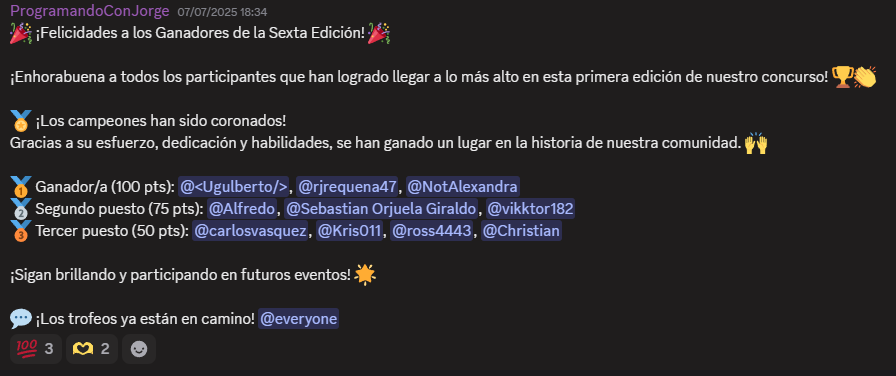 ProgramandoConJorge 07/07/2025 18:34
🎉 ¡Felicidades a los Ganadores de la Sexta Edición! 🎉
¡Enhorabuena a todos los participantes que han logrado llegar a lo más alto en esta primera edición de nuestro concurso! 🏆👏
🏅 ¡Los campeones han sido coronados!
Gracias a su esfuerzo, dedicación y habilidades, se han ganado un lugar en la historia de nuestra comunidad. 🙌
🥇 Ganador/a (100 pts): @<Ugulberto/>, @rjrequena47, @NotAlexandra
🥈 Segundo puesto (75 pts): @Alfredo, @Sebastian Orjuela Giraldo, @vikktor182
🥉 Tercer puesto (50 pts): @carlosvasquez, @Kris011, @ross4443, @Christian
¡Sigan brillando y participando en futuros eventos! 🌟
💬 ¡Los trofeos ya están en camino! @everyone
💯 3 🫶 2